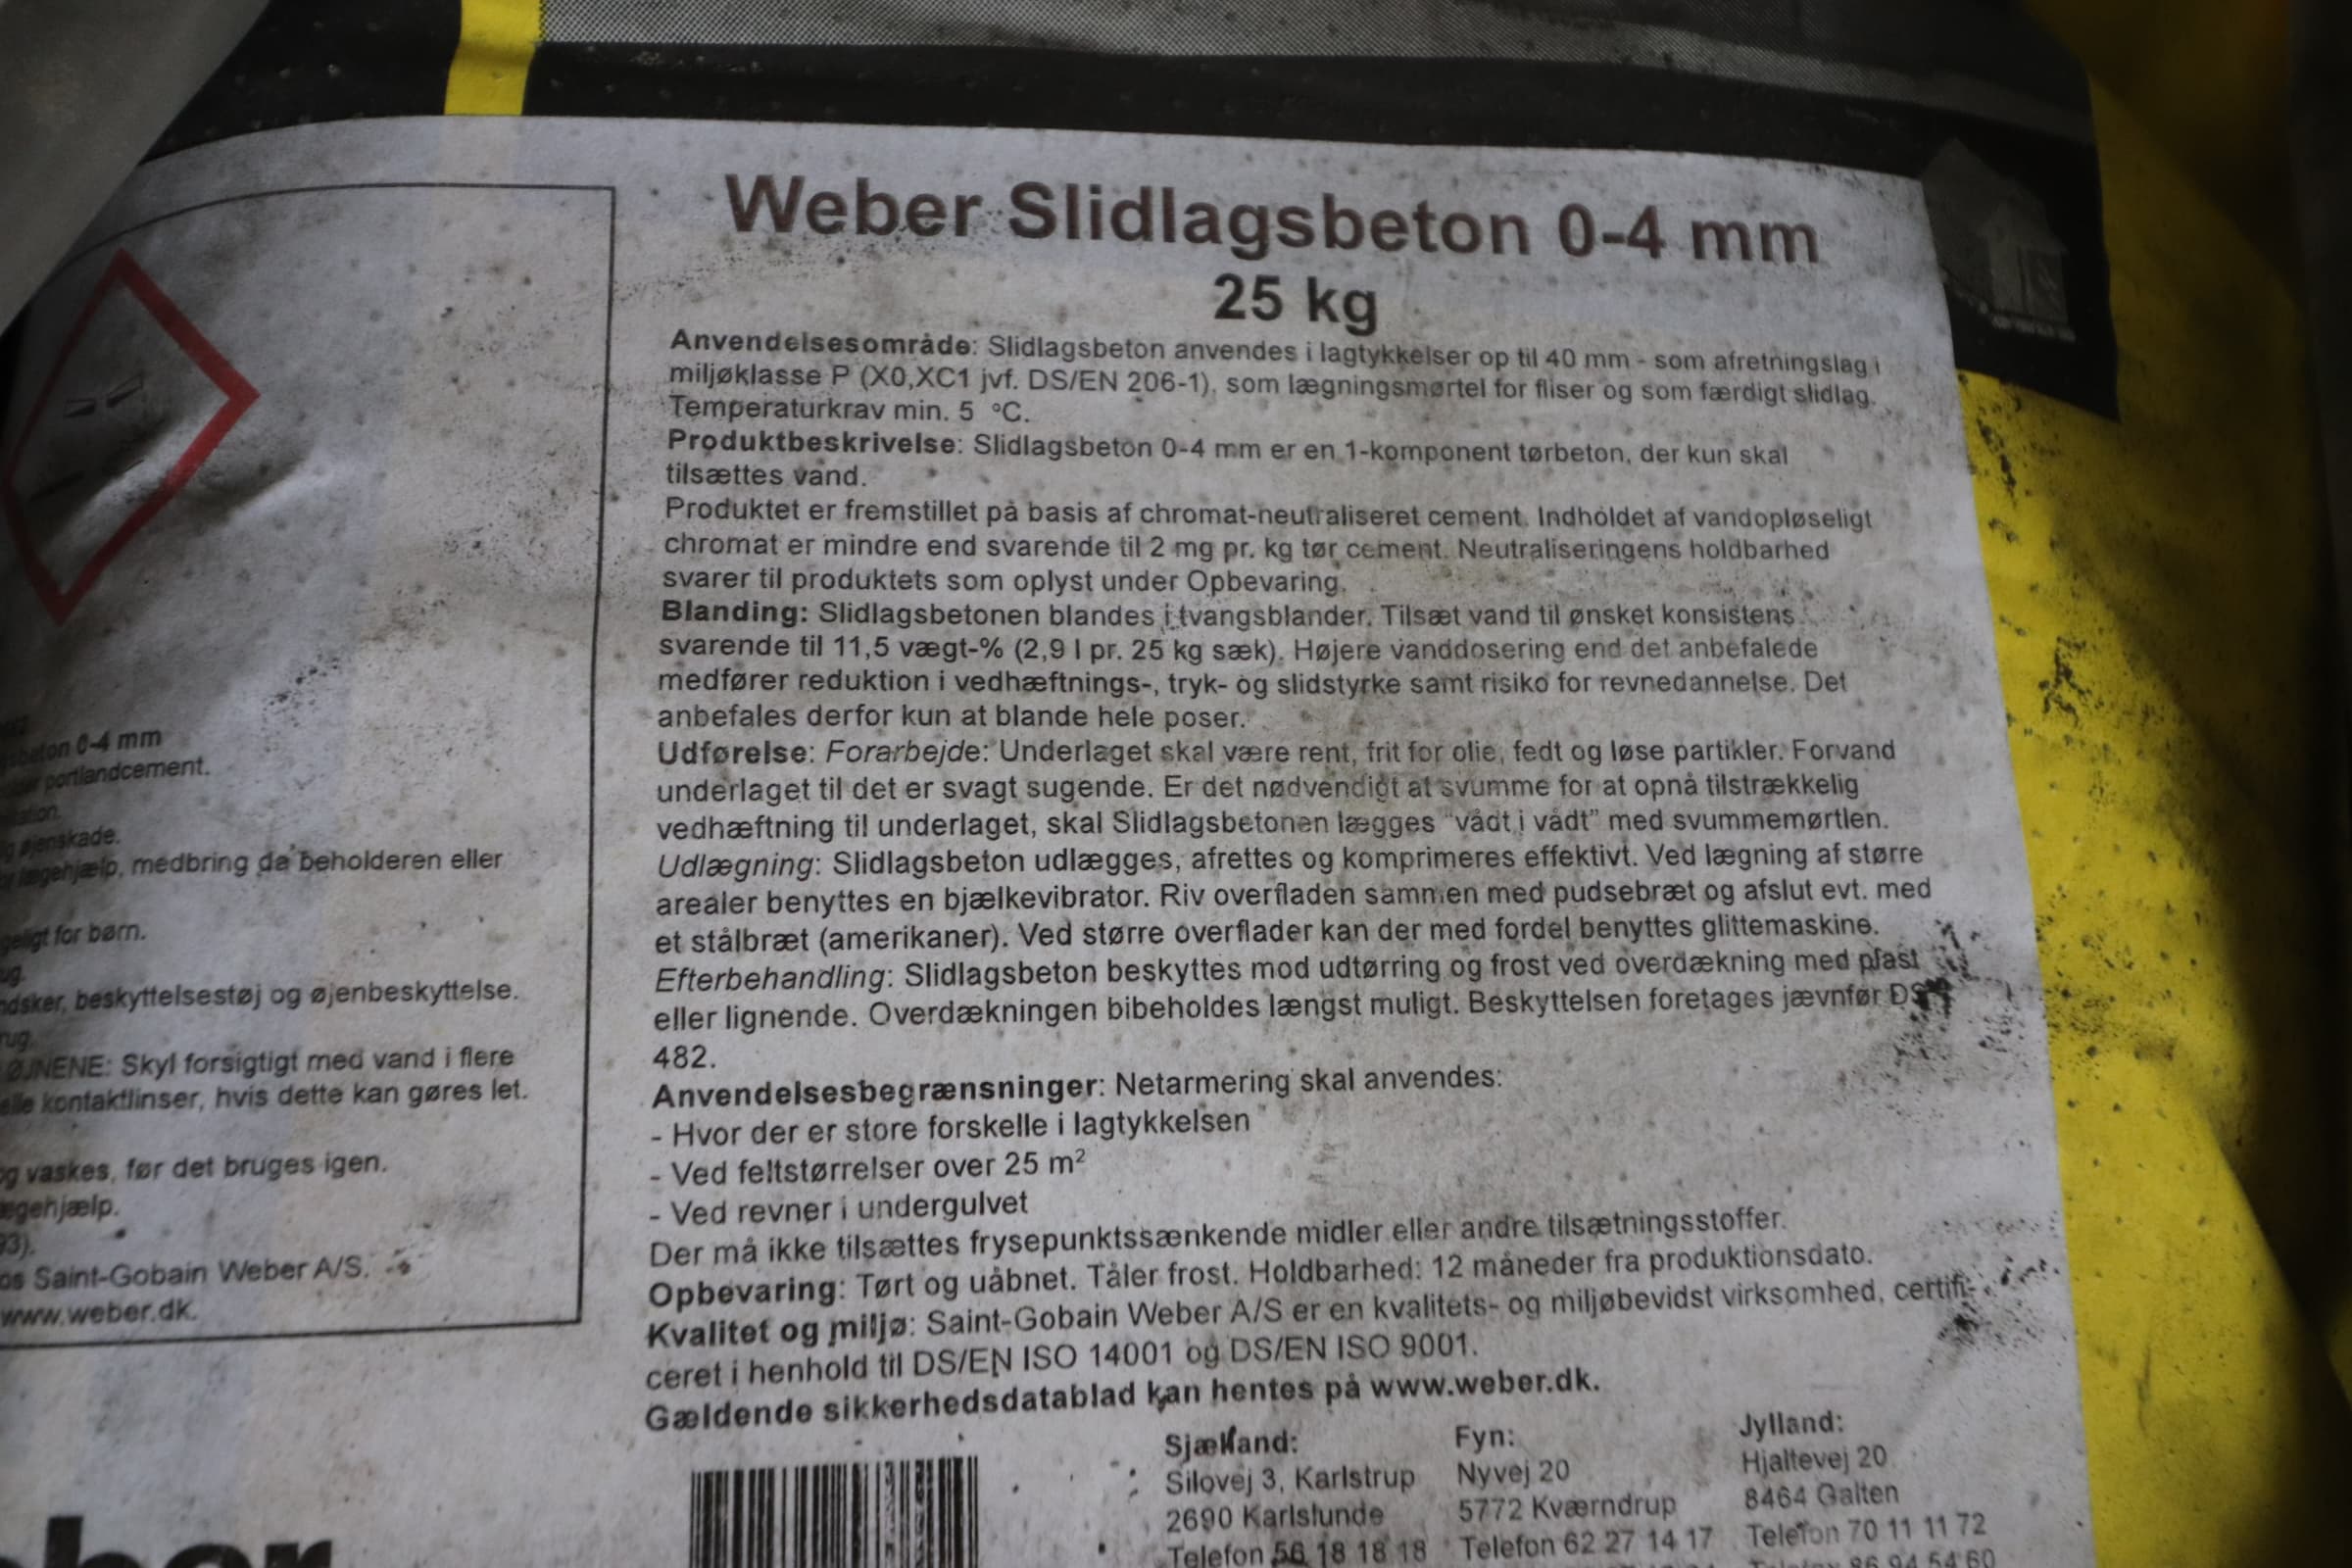 Weber Slidlagsbeton 0-4 mm
25 kg
Anvendelsesområde: Slidlagsbeton anvendes i lagtykkelser op til 40 mm - som afretningslag i
miljøklasse P (X0,XC1 jvf. DS/EN 206-1), som lægningsmørtel for fliser og som færdigt slidlag.
Temperaturkrav min. 5 °C.
Produktbeskrivelse: Slidlagsbeton 0-4 mm er en 1-komponent tørbeton, der kun skal
tilsættes vand.
Produktet er fremstillet på basis af chromat-neutraliseret cement. Indholdet af vandopløseligt
chromat er mindre end svarende til 2 mg pr. kg tør cement. Neutraliseringens holdbarhed
svarer til produktets som oplyst under Opbevaring.
Blanding: Slidlagsbetonen blandes i tvangsblander. Tilsæt vand til ønsket konsistens
svarende til 11,5 vægt-% (2,9 l pr. 25 kg sæk). Højere vanddosering end det anbefalede
medfører reduktion i vedhæftnings-, tryk- og slidstyrke samt risiko for revnedannelse. Det
anbefales derfor kun at blande hele poser.
Udførelse: Forarbejde: Underlaget skal være rent, frit for olie, fedt og løse partikler. Forvand
underlaget til det er svagt sugende. Er det nødvendigt at svumme for at opnå tilstrækkelig
vedhæftning til underlaget, skal Slidlagsbetonen lægges "vådt i vådt" med svummemørtlen.
Udlægning: Slidlagsbeton udlægges, afrettes og komprimeres effektivt. Ved lægning af større
arealer benyttes en bjælkevibrator. Riv overfladen sammen med pudsebræt og afslut evt. med
et stålbræt (amerikaner). Ved større overflader kan der med fordel benyttes glittemaskine.
Efterbehandling: Slidlagsbeton beskyttes mod udtørring og frost ved overdækning med plast
eller lignende. Overdækningen bibeholdes længst muligt. Beskyttelsen foretages jævnfør DS
482.
Anvendelsesbegrænsninger: Netarmering skal anvendes:
- Hvor der er store forskelle i lagtykkelsen
- Ved feltstørrelser over 25 m²
- Ved revner i undergulvet
Der må ikke tilsættes frysepunktssænkende midler eller andre tilsætningsstoffer.
Opbevaring: Tørt og uåbnet. Tåler frost. Holdbarhed: 12 måneder fra produktionsdato.
Kvalitet og miljø: Saint-Gobain Weber A/S er en kvalitets- og miljøbevidst virksomhed, certifi-
ceret i henhold til DS/EN ISO 14001 og DS/EN ISO 9001.
Gældende sikkerhedsdatablad kan hentes på www.weber.dk.
Sjælland:
Silovej 3, Karlstrup
2690 Karlslunde
Telefon 56 18 18 18
Fyn:
Nyvej 20
5772 Kværndrup
Telefon 62 27 14 17
Jylland:
Hjaltevej 20
8464 Galten
Telefon 70 11 11 72
86 94 54 60
0-4 mm
portlandcement.
øjenskade.
lægehjælp, medbring da beholderen eller
for børn.
beskyttelsestøj og øjenbeskyttelse.
ØJNENE: Skyl forsigtigt med vand i flere
kontaktlinser, hvis dette kan gøres let.
og vaskes, før det bruges igen.
Saint-Gobain Weber A/S.
www.weber.dk.